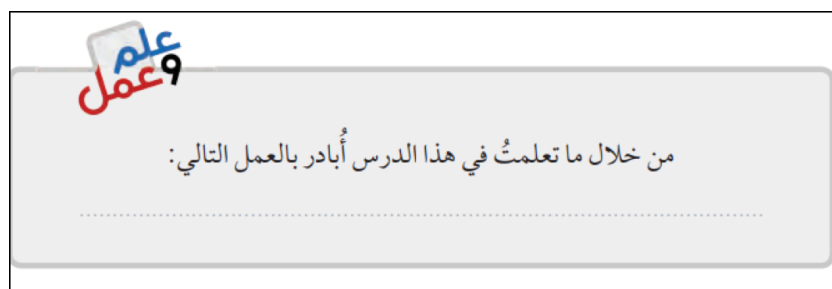 علم
وعمل
من خلال ما تعلمتُ في هذا الدرس أُبادر بالعمل التالي: